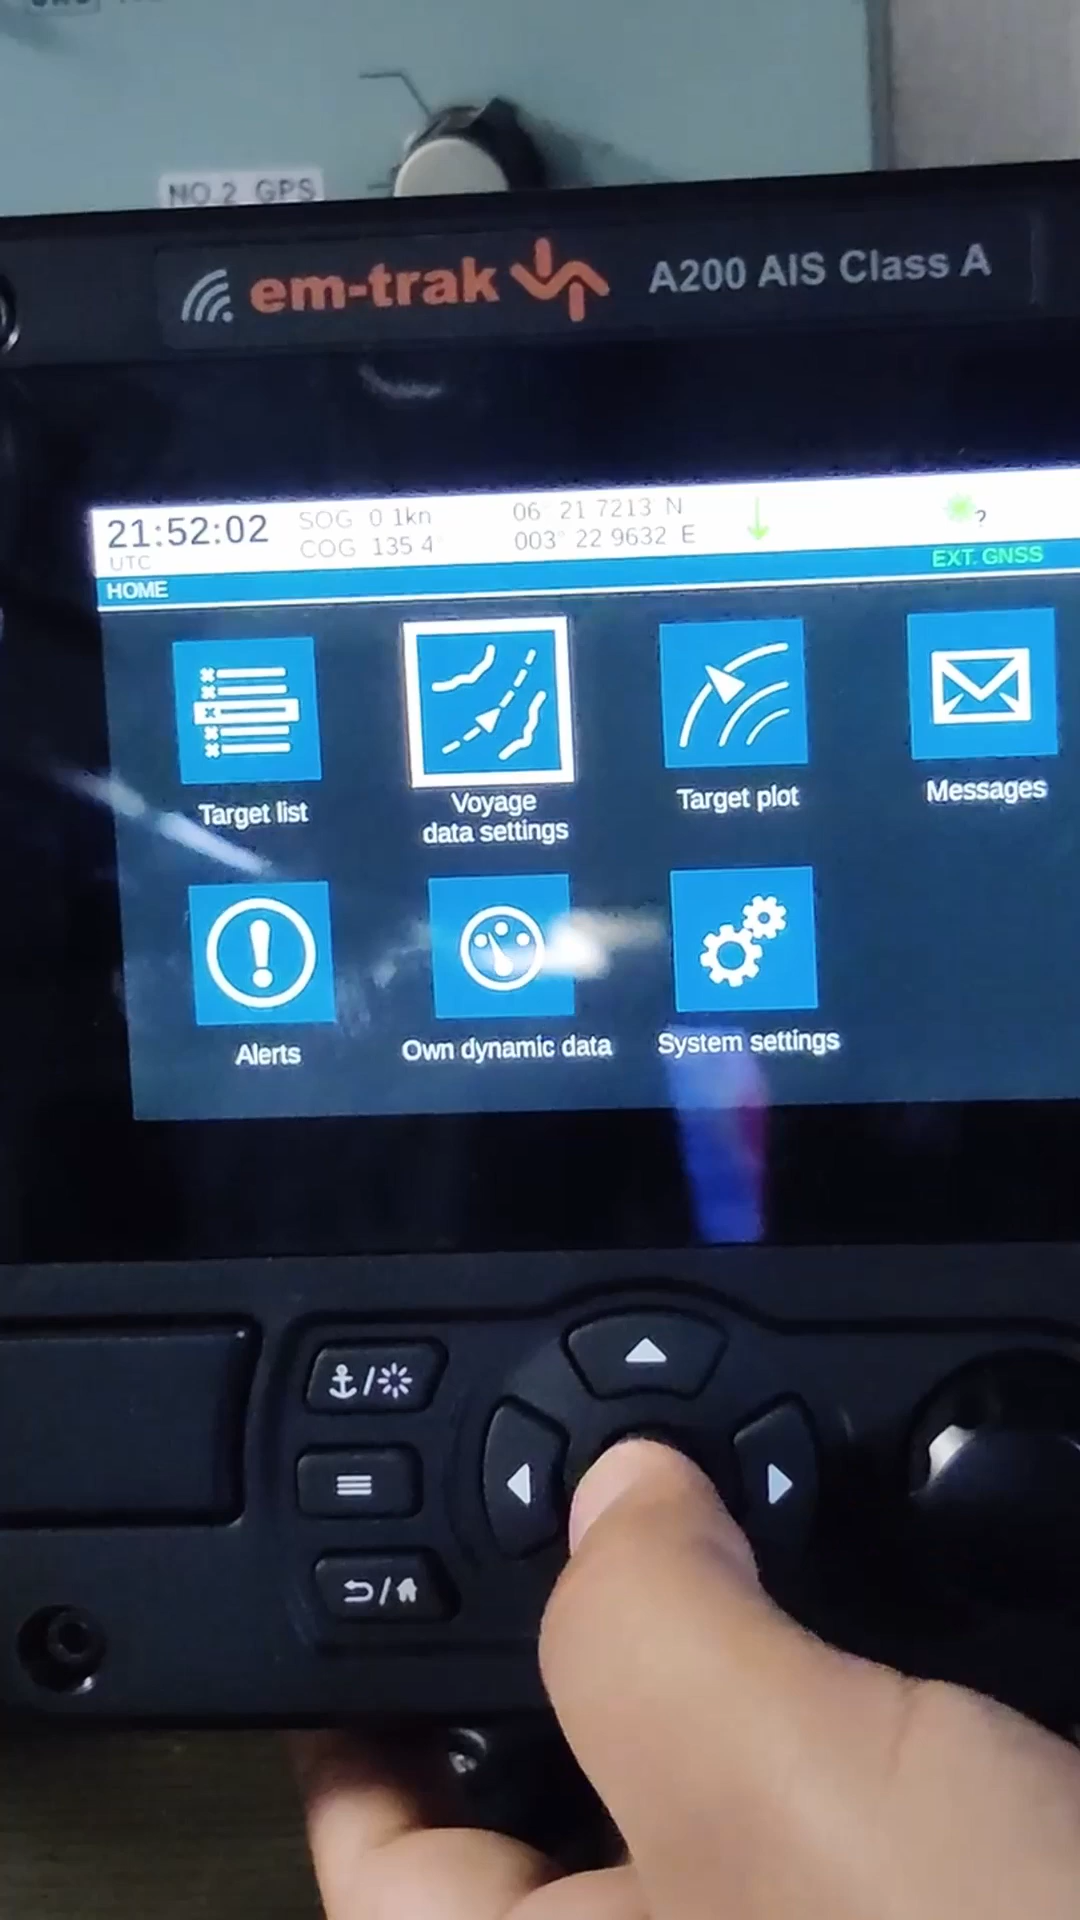 NO 2 GPS
em-trak A200 AIS Class A
21:52:02
UTC
SOG 0 1kn
COG 135 4°
06° 21 7213 N
003° 22 9632 E
?
EXT. GNSS
HOME
Target list
Voyage
data settings
Target plot
Messages
Alerts
Own dynamic data
System settings